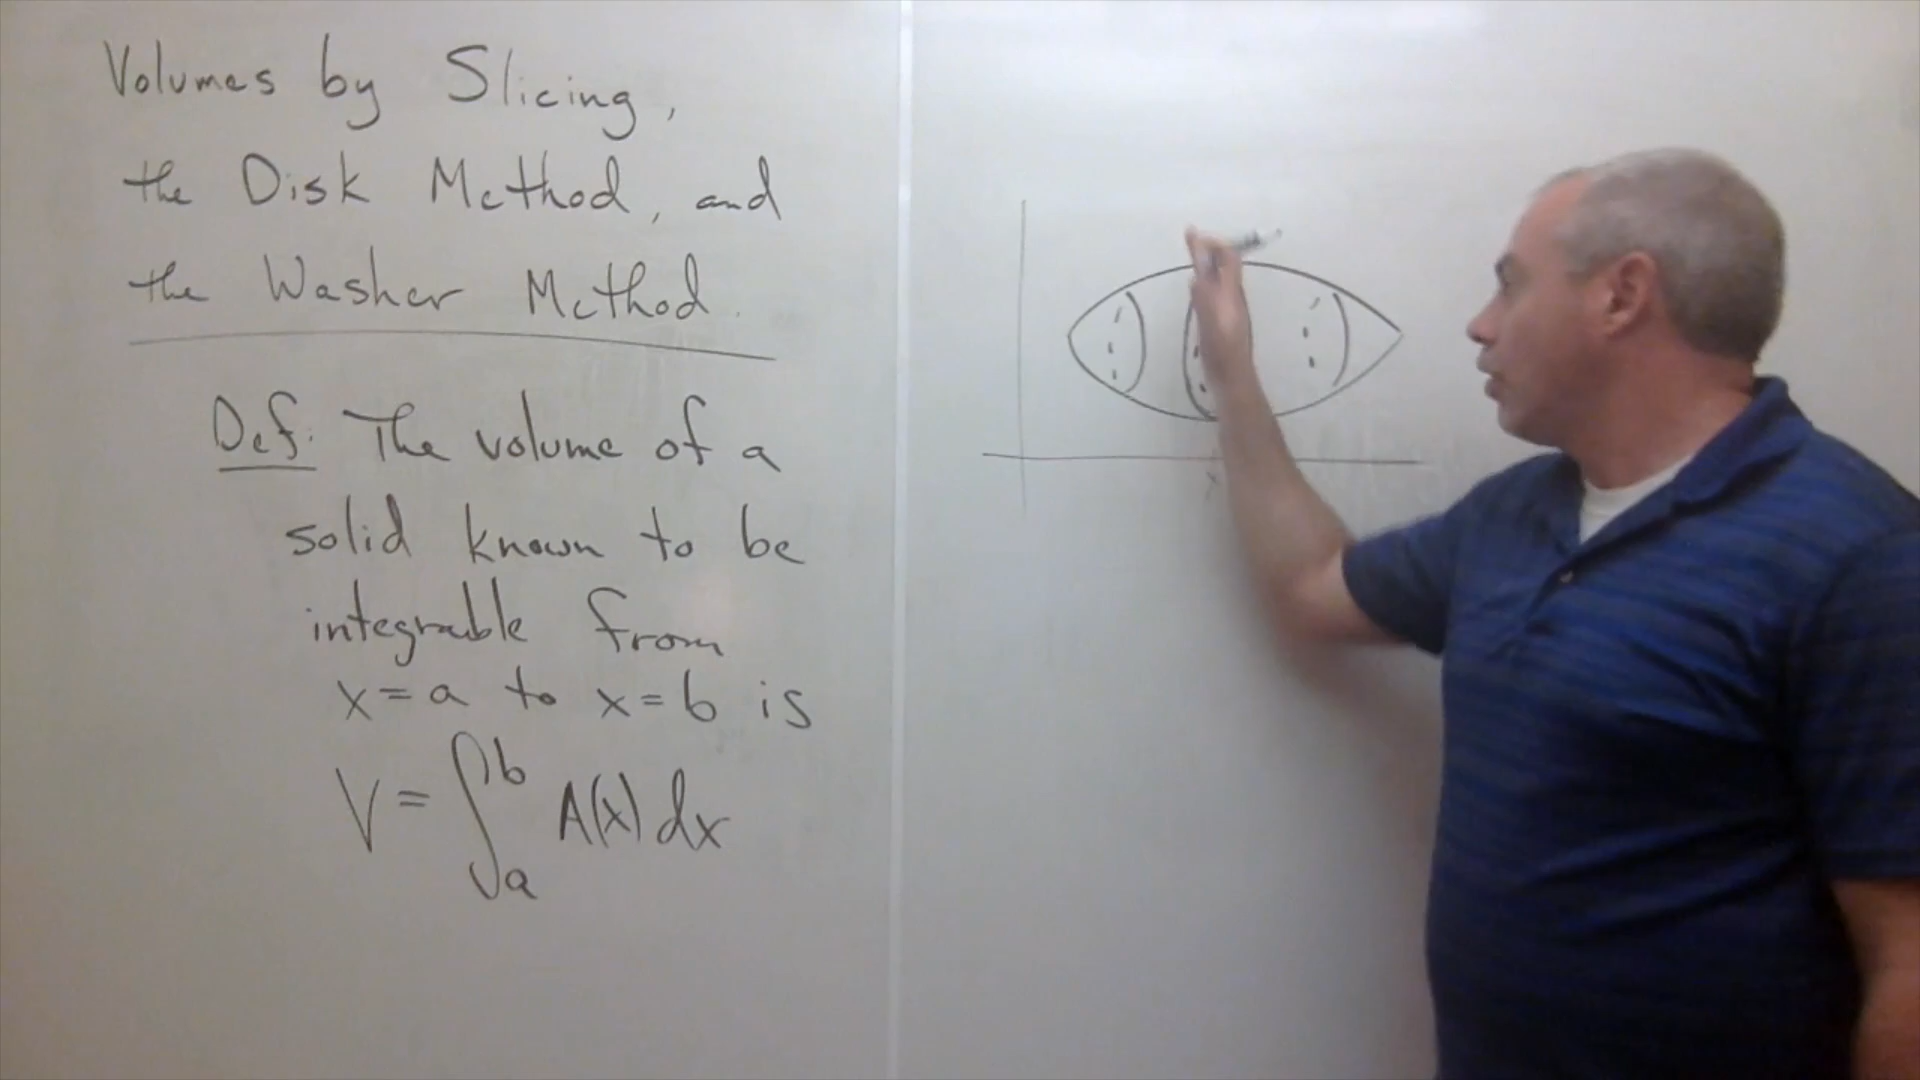 Volumes by Slicing,
the Disk Method, and
the Washer Method.
Def: The volume of a
solid known to be
integrable from
x=a to x=b is
V = ∫_a^b A(x) dx
x